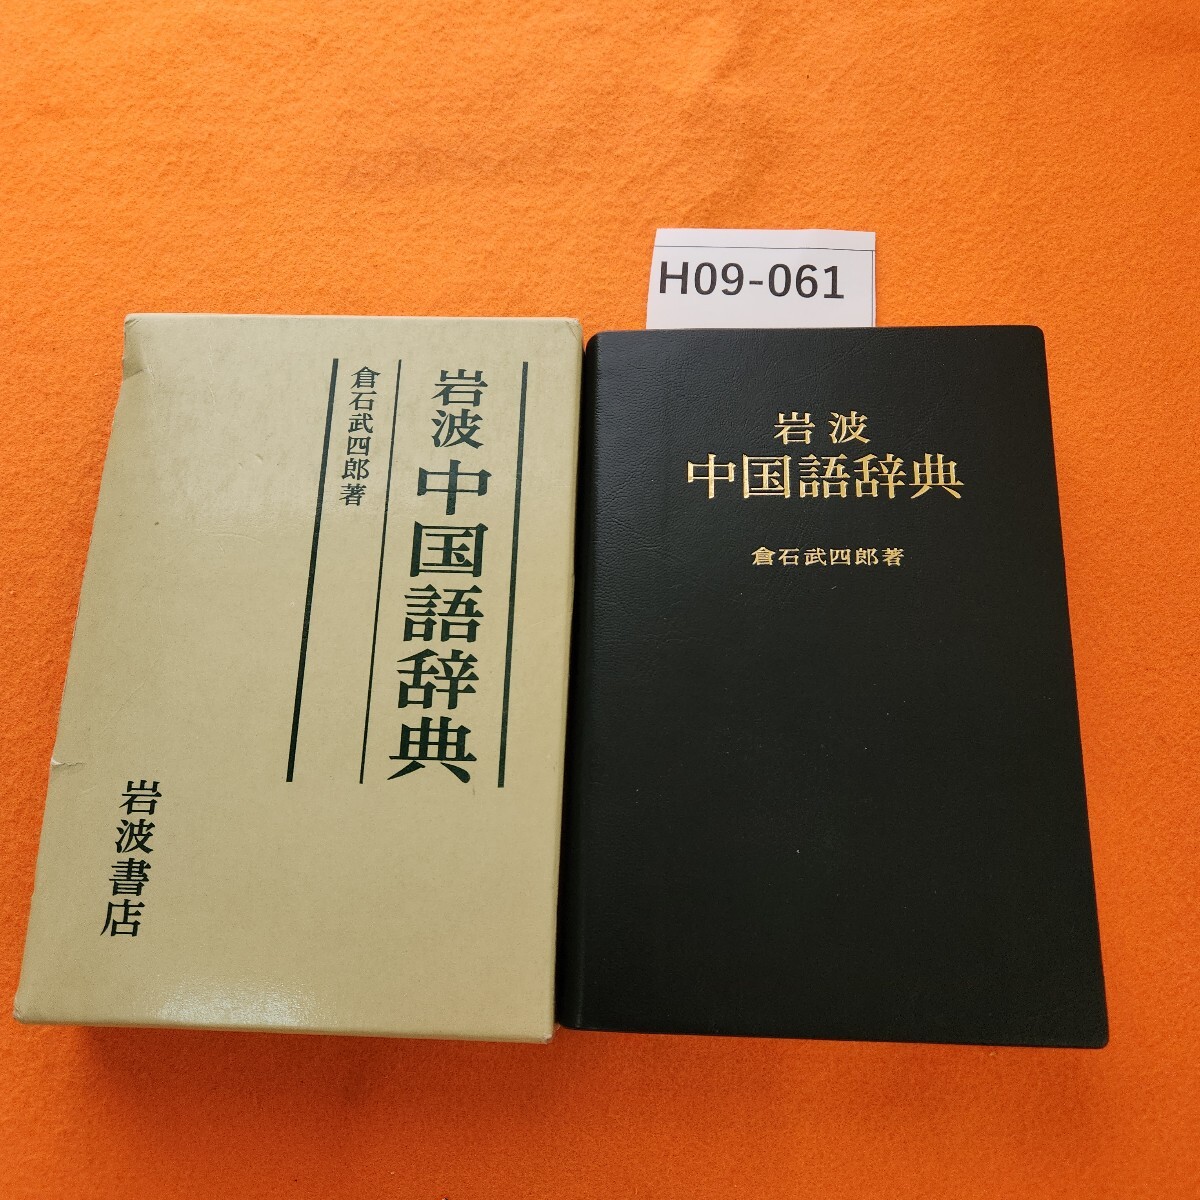 H09-061
岩波 中国語辞典
倉石武四郎著
岩波書店
岩波
中国語辞典
倉石武四郎著